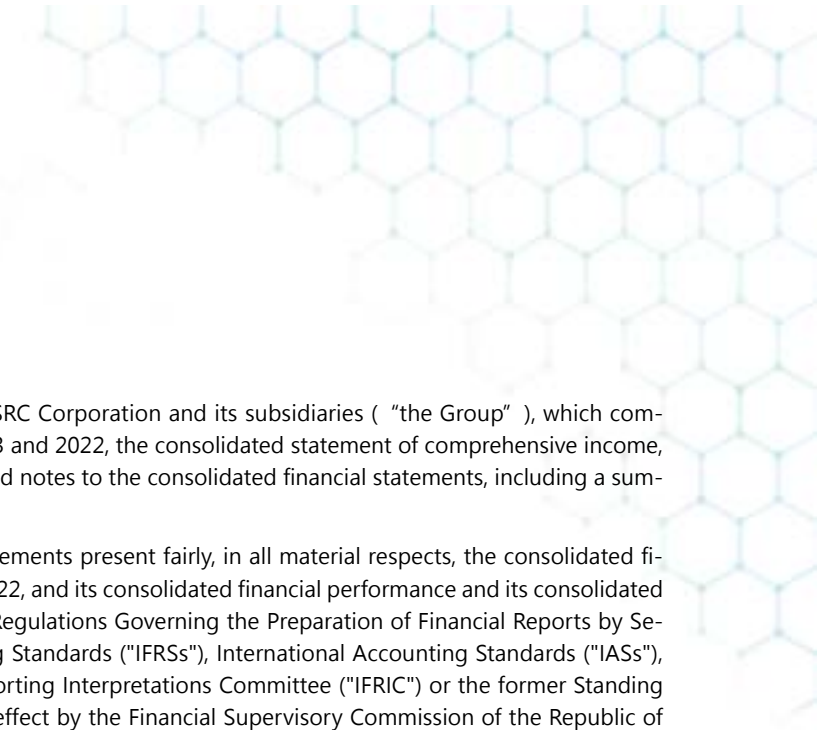 SRC Corporation and its subsidiaries ( “the Group” ), which com-
and 2022, the consolidated statement of comprehensive income,
notes to the consolidated financial statements, including a sum-
ements present fairly, in all material respects, the consolidated fi-
22, and its consolidated financial performance and its consolidated
Regulations Governing the Preparation of Financial Reports by Se-
g Standards ("IFRSs"), International Accounting Standards ("IASs"),
orting Interpretations Committee ("IFRIC") or the former Standing
effect by the Financial Supervisory Commission of the Republic of